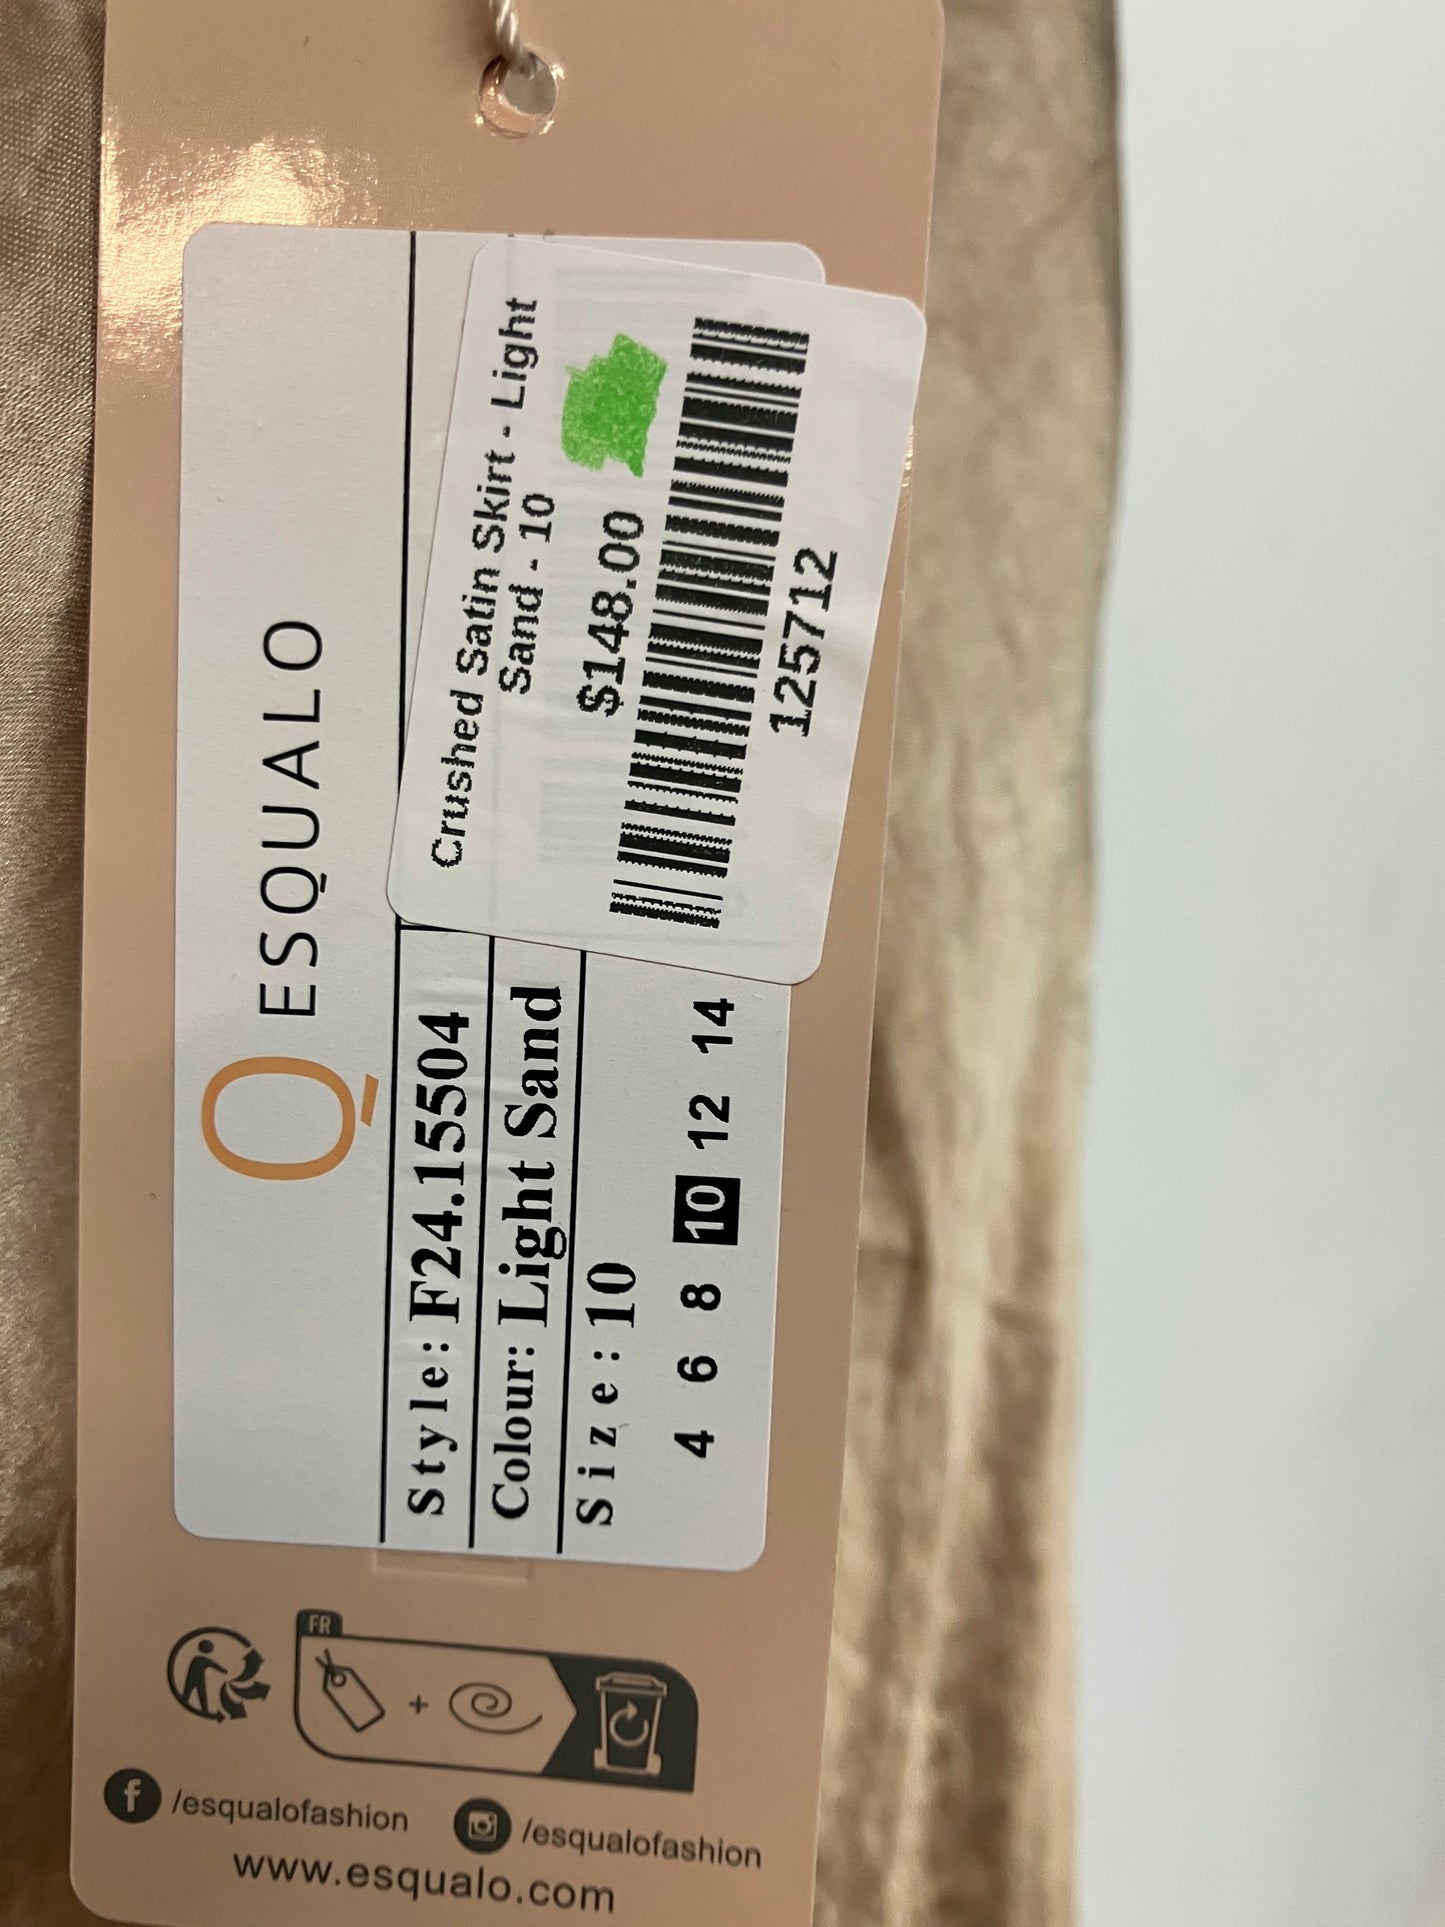 ESQUALO
Crushed Satin Skirt - Light
Sand - 10
$148.00
125712
Style: F24.15504
Colour: Light Sand
Size: 10
4 6 8 10 12 14
FR
+
/esqualofashion
/esqualofashion
www.esqualo.com